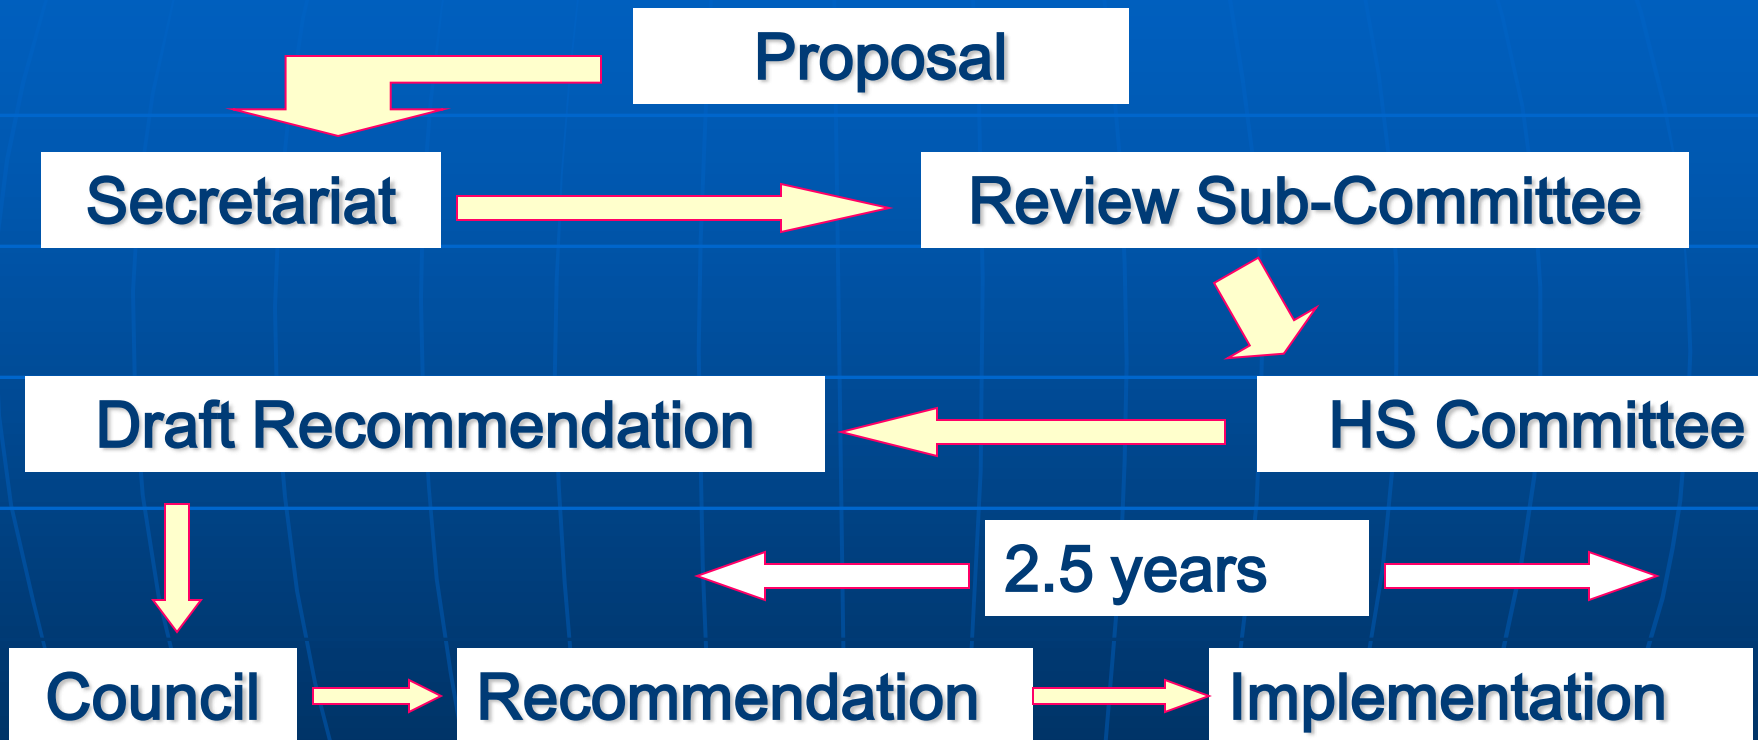 Proposal
Secretariat
Review Sub-Committee
HS Committee
Draft Recommendation
2.5 years
Council
Recommendation
Implementation